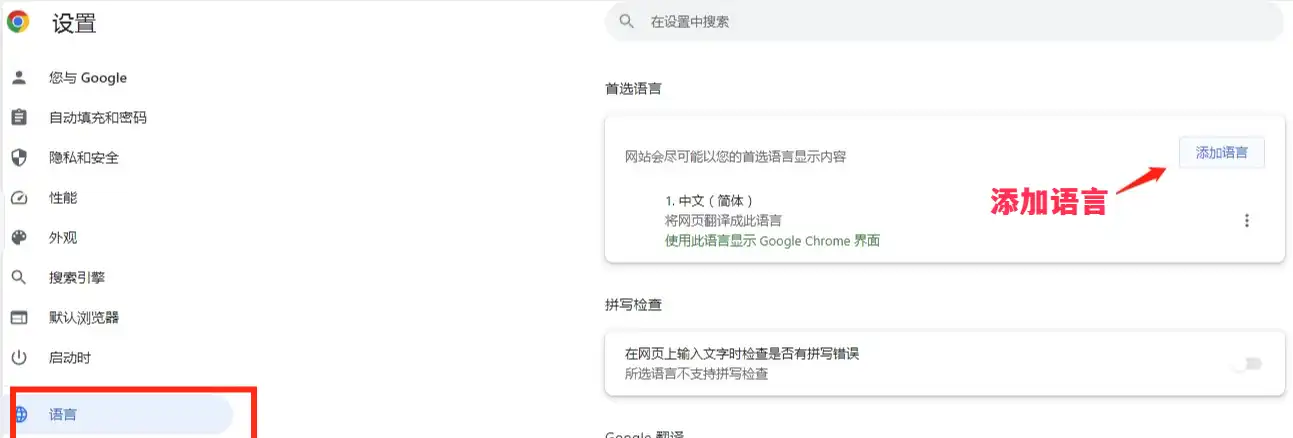 设置
您与 Google
自动填充和密码
隐私和安全
性能
外观
搜索引擎
默认浏览器
启动时
语言
在设置中搜索
首选语言
网站会尽可能以您的首选语言显示内容
添加语言
添加语言
1. 中文（简体）
将网页翻译成此语言
使用此语言显示 Google Chrome 界面
拼写检查
在网页上输入文字时检查是否有拼写错误
所选语言不支持拼写检查
Google 翻译